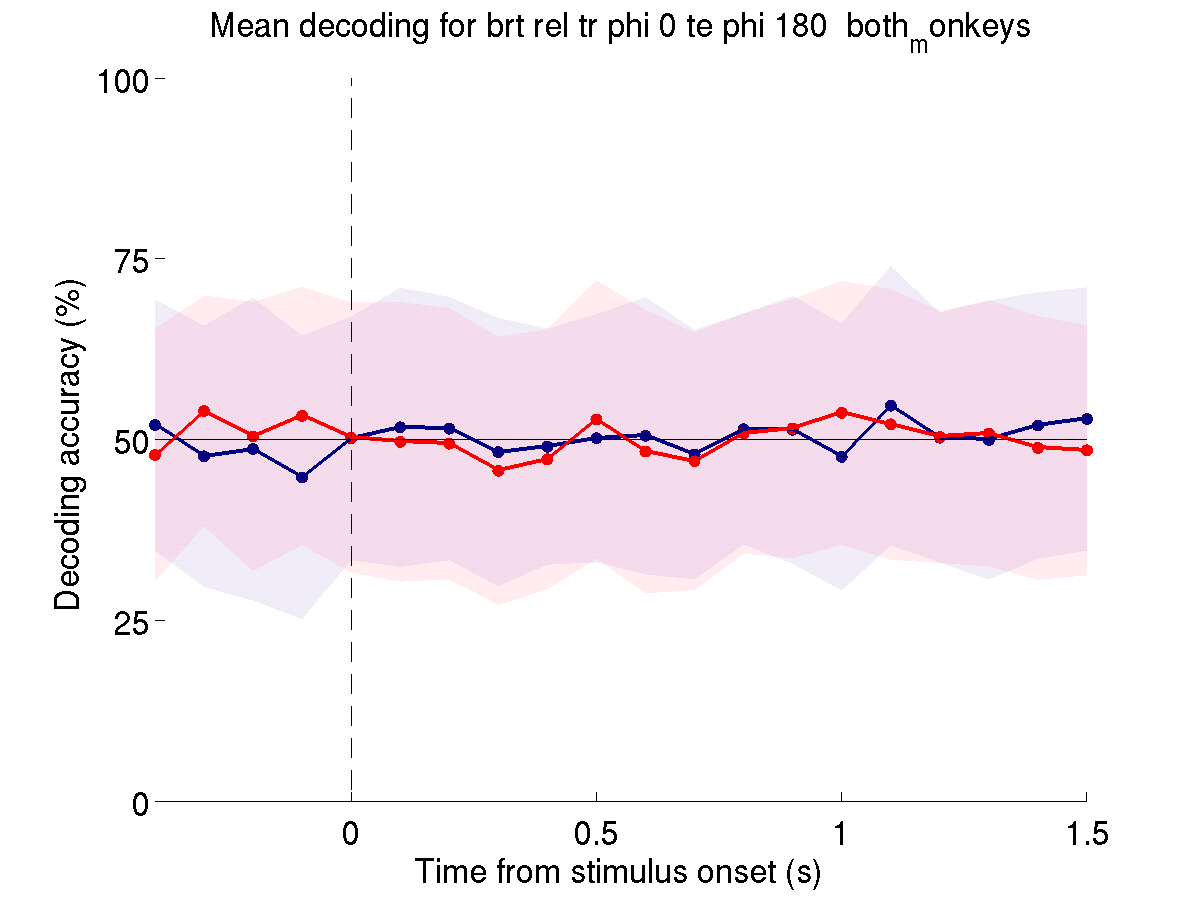 Mean decoding for brt rel tr phi 0 te phi 180 both_monkeys
100
75
50
25
0
Decoding accuracy (%)
0 0.5 1 1.5
Time from stimulus onset (s)